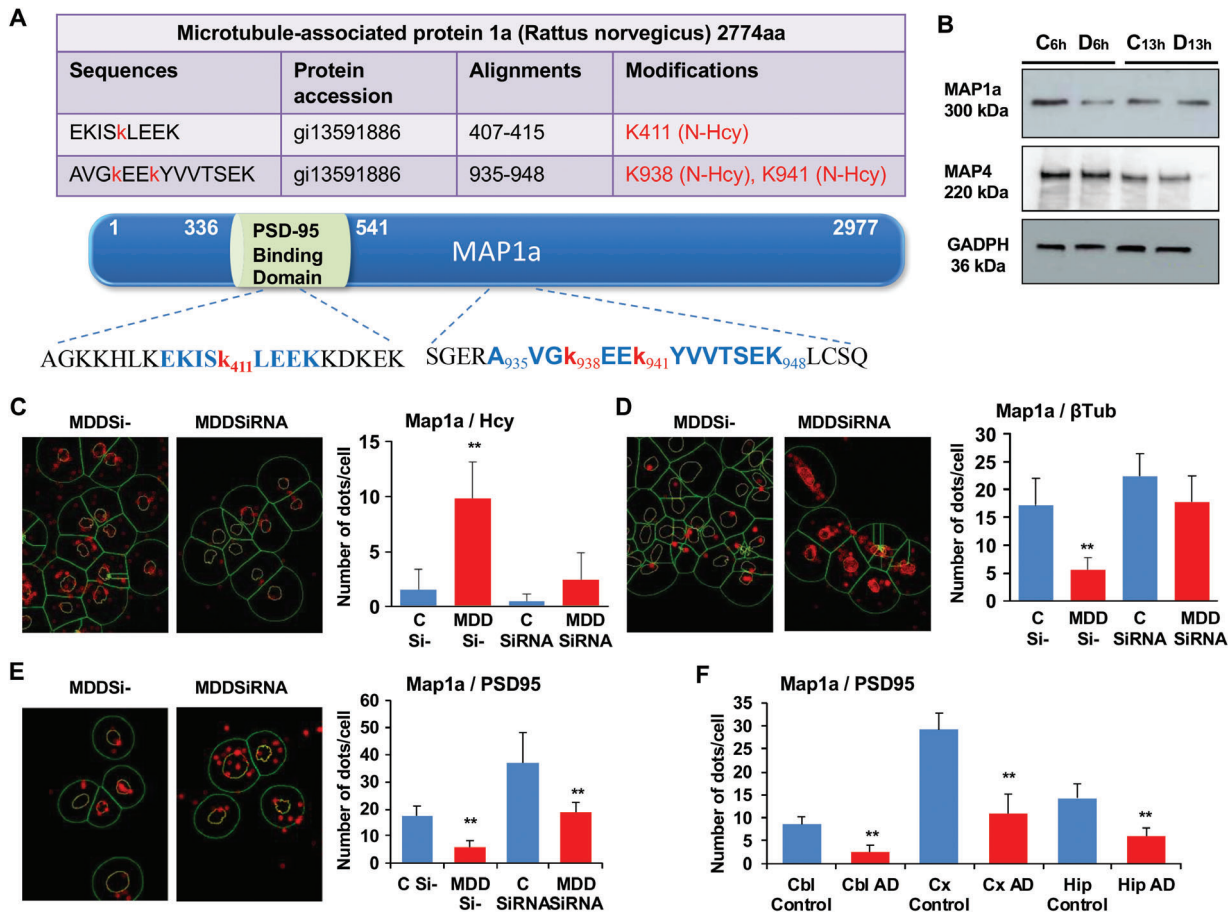 A
Microtubule-associated protein 1a (Rattus norvegicus) 2774aa
Sequences Protein accession Alignments Modifications
EKISkLEEK gi13591886 407-415 K411 (N-Hcy)
AVGkEEkYVVTSEK gi13591886 935-948 K938 (N-Hcy), K941 (N-Hcy)
1 336 PSD-95 Binding Domain 541 MAP1a 2977
AGKKHLKEKISk411LEEKKDKEK SGERA935VGk938EEk941YVVTSEK948LCSQ
B
C6h D6h C13h D13h
MAP1a
300 kDa
MAP4
220 kDa
GADPH
36 kDa
C
MDDSi- MDDSiRNA
Map1a / Hcy
Number of dots/cell
15
10
5
0
**
C Si- MDD Si- C SiRNA MDD SiRNA
D
MDDSi- MDDSiRNA
Map1a / βTub
Number of dots/cell
30
25
20
15
10
5
0
**
C Si- MDD Si- C SiRNA MDD SiRNA
E
MDDSi- MDDSiRNA
Map1a / PSD95
Number of dots/cell
60
50
40
30
20
10
0
** **
C Si- MDD Si- C SiRNA MDD SiRNA
F
Map1a / PSD95
Number of dots/cell
35
30
25
20
15
10
5
0
** ** **
Cbl Control Cbl AD Cx Control Cx AD Hip Control Hip AD